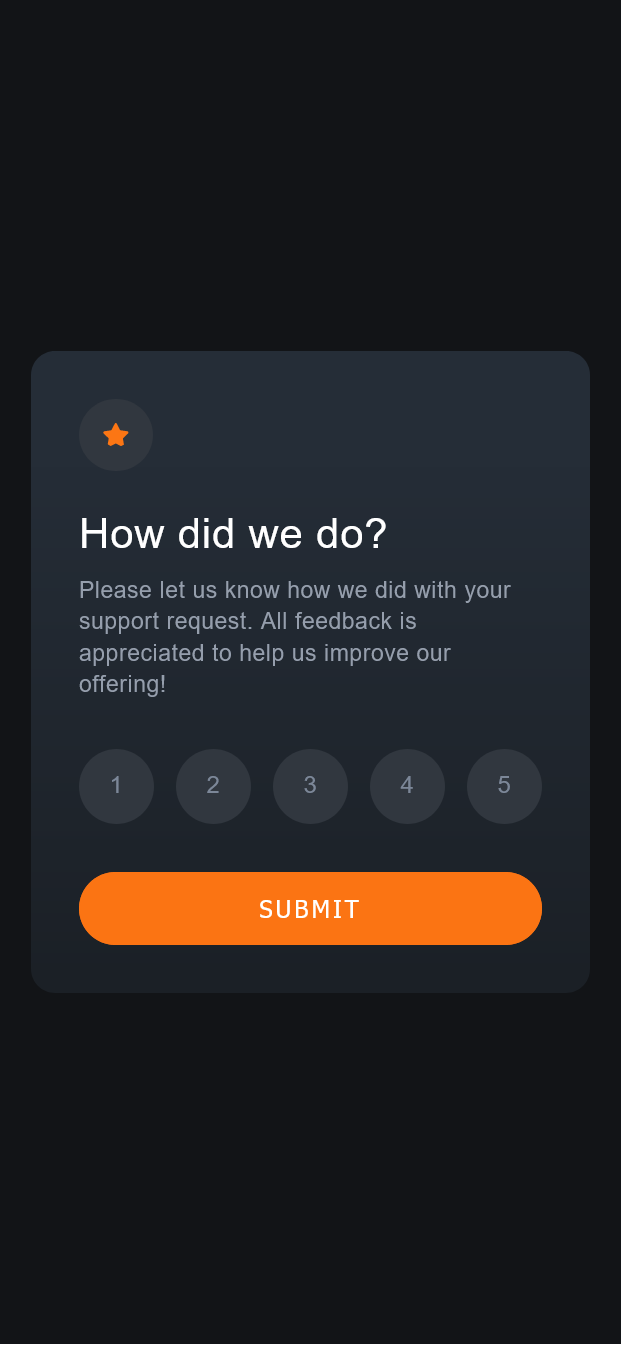 How did we do?
Please let us know how we did with your
support request. All feedback is
appreciated to help us improve our
offering!
1 2 3 4 5
SUBMIT